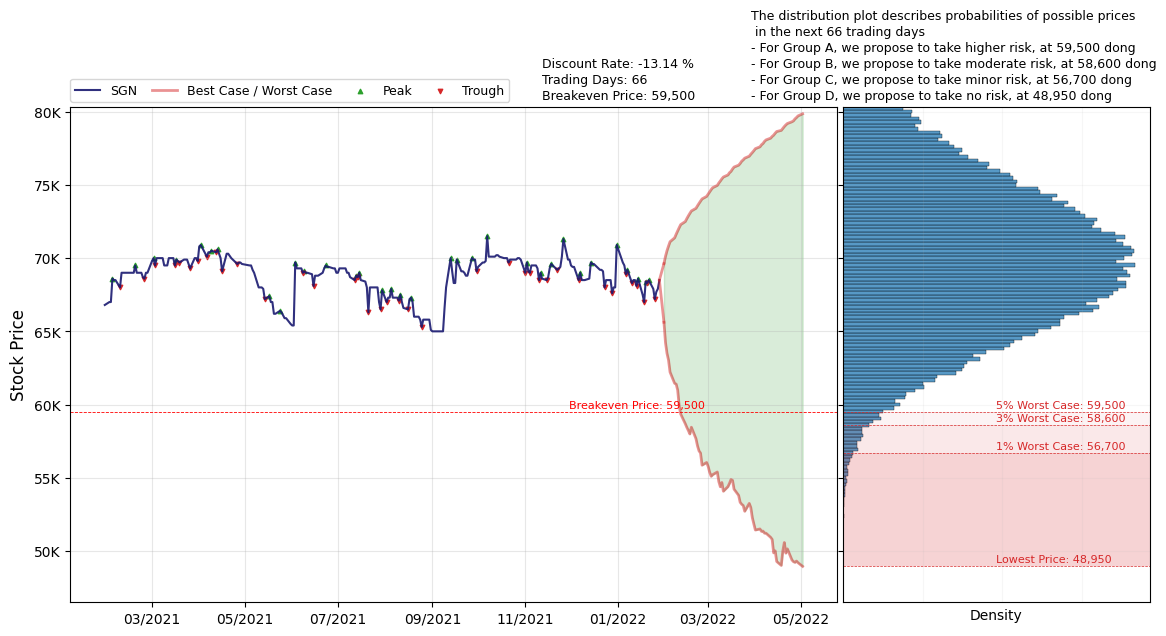 The distribution plot describes probabilities of possible prices
in the next 66 trading days
- For Group A, we propose to take higher risk, at 59,500 dong
- For Group B, we propose to take moderate risk, at 58,600 dong
- For Group C, we propose to take minor risk, at 56,700 dong
- For Group D, we propose to take no risk, at 48,950 dong
Discount Rate: -13.14 %
Trading Days: 66
Breakeven Price: 59,500
SGN
Best Case / Worst Case
Peak
Trough
80K
75K
70K
65K
60K
55K
50K
Stock Price
Breakeven Price: 59,500
5% Worst Case: 59,500
3% Worst Case: 58,600
1% Worst Case: 56,700
Lowest Price: 48,950
03/2021
05/2021
07/2021
09/2021
11/2021
01/2022
03/2022
05/2022
Density